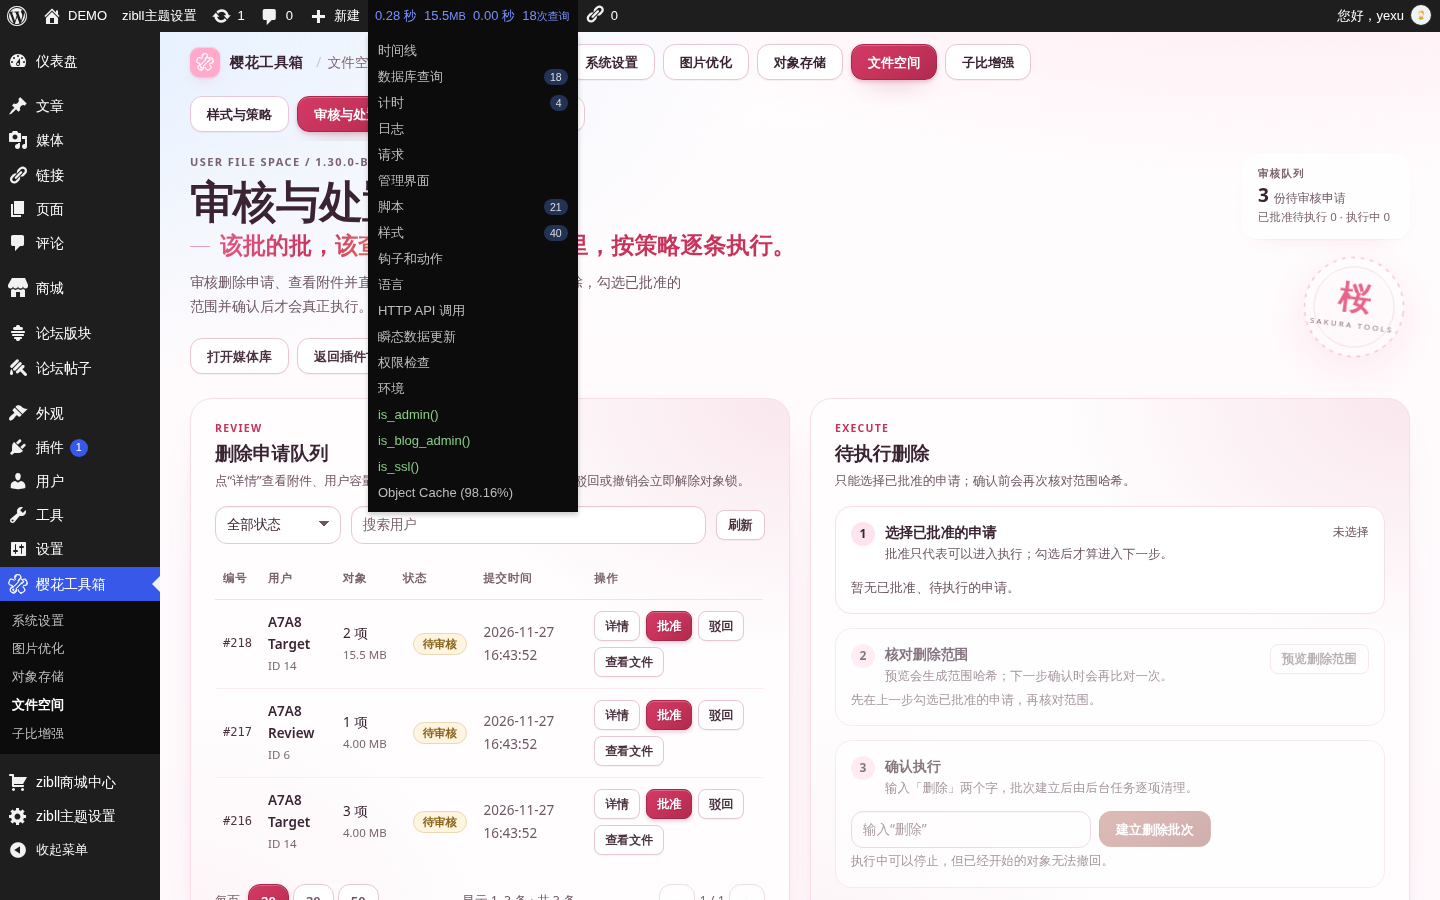 DEMO zibll主题设置 1 0 新建 0.28 秒 15.5MB 0.00 秒 18次查询 0 您好，yexu
仪表盘
文章
媒体
链接
页面
评论
商城
论坛版块
论坛帖子
外观
插件 1
用户
工具
设置
樱花工具箱
系统设置
图片优化
对象存储
文件空间
子比增强
zibll商城中心
zibll主题设置
收起菜单
时间线
数据库查询 18
计时 4
日志
请求
管理界面
脚本 21
样式 40
钩子和动作
语言
HTTP API 调用
瞬态数据更新
权限检查
环境
is_admin()
is_blog_admin()
is_ssl()
Object Cache (98.16%)
樱花工具箱 / 文件空
系统设置 图片优化 对象存储 文件空间 子比增强
样式与策略 审核与处
USER FILE SPACE / 1.30.0-B
审核与处
— 该批的批，该 里，按策略逐条执行。
审核删除申请、查看附件并直 ，勾选已批准的
范围并确认后才会真正执行。
打开媒体库 返回插件
审核队列
3 份待审核申请
已批准待执行 0 · 执行中 0
桜
SAKURA TOOLS
REVIEW
删除申请队列
点“详情”查看附件、用户容量 驳回或撤销会立即解除对象锁。
全部状态 搜索用户 刷新
编号 用户 对象 状态 提交时间 操作
#218 A7A8 Target ID 14 2 项 15.5 MB 待审核 2026-11-27 16:43:52 详情 批准 驳回 查看文件
#217 A7A8 Review ID 6 1 项 4.00 MB 待审核 2026-11-27 16:43:52 详情 批准 驳回 查看文件
#216 A7A8 Target ID 14 3 项 4.00 MB 待审核 2026-11-27 16:43:52 详情 批准 驳回 查看文件
EXECUTE
待执行删除
只能选择已批准的申请；确认前会再次核对范围哈希。
1 选择已批准的申请 未选择
批准只代表可以进入执行；勾选后才算进入下一步。
暂无已批准、待执行的申请。
2 核对删除范围 预览删除范围
预览会生成范围哈希；下一步确认时会再比对一次。
先在上一步勾选已批准的申请，再核对范围。
3 确认执行
输入「删除」两个字，批次建立后由后台任务逐项清理。
输入“删除” 建立删除批次
执行中可以停止，但已经开始的对象无法撤回。